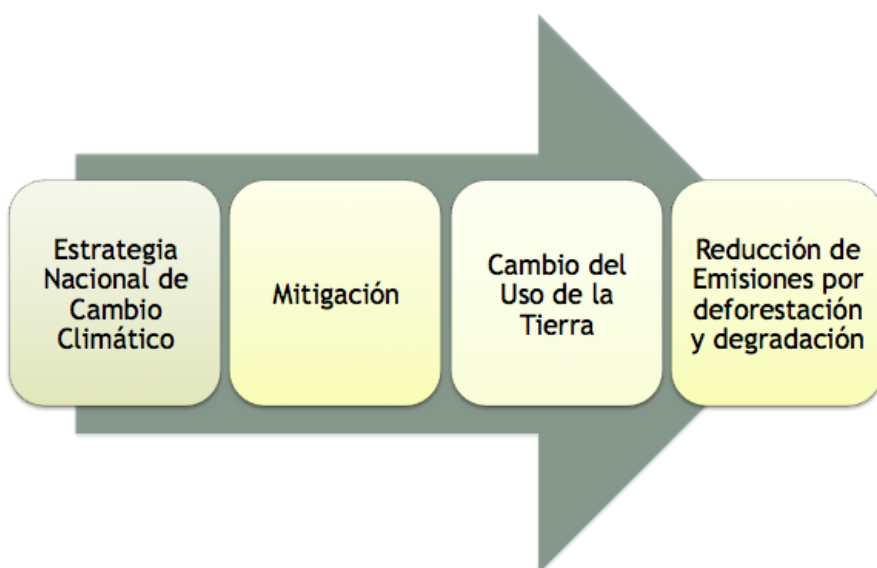 Estrategia
Nacional de
Cambio
Climático
Mitigación
Cambio del
Uso de la
Tierra
Reducción de
Emisiones por
deforestación
y degradación